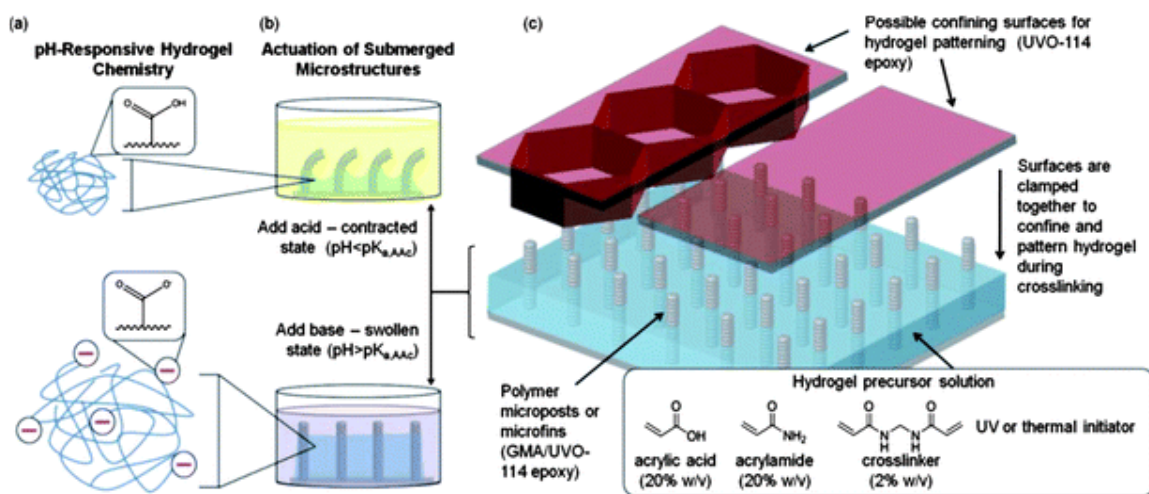 (a)
pH-Responsive Hydrogel
Chemistry
O
OH
O
O-
(b)
Actuation of Submerged
Microstructures
Add acid – contracted
state (pH<pKa,AAc)
Add base – swollen
state (pH>pKa,AAc)
(c)
Possible confining surfaces for
hydrogel patterning (UVO-114
epoxy)
Surfaces are
clamped
together to
confine and
pattern hydrogel
during
crosslinking
Polymer
microposts or
microfins
(GMA/UVO-
114 epoxy)
Hydrogel precursor solution
O
OH
O
NH2
O
N
H
N
H
O
UV or thermal initiator
acrylic acid
(20% w/v)
acrylamide
(20% w/v)
crosslinker
(2% w/v)